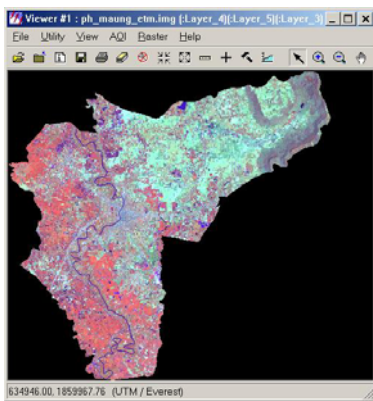 Viewer #1 : ph_maung_etm.img (:Layer_4)(:Layer_5)(:Layer_3)
File Utility View AOI Raster Help
634946.00, 1859967.76 (UTM / Everest)